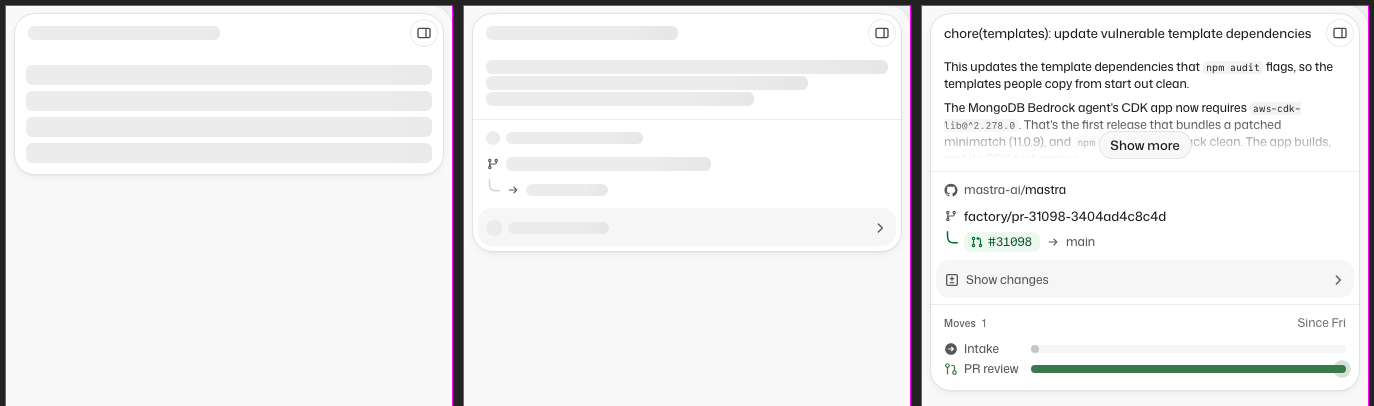 chore(templates): update vulnerable template dependencies
This updates the template dependencies that npm audit flags, so the
templates people copy from start out clean.
The MongoDB Bedrock agent's CDK app now requires aws-cdk-
lib@^2.278.0. That's the first release that bundles a patched
minimatch (11.0.9), and npm ck clean. The app builds,
Show more
mastra-ai/mastra
factory/pr-31098-3404ad4c8c4d
#31098 → main
Show changes
Moves 1 Since Fri
Intake
PR review